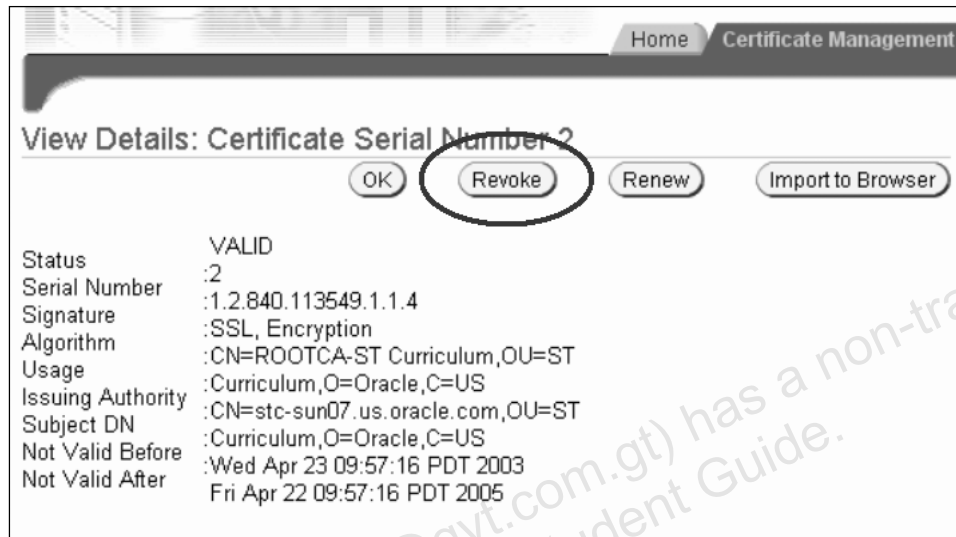 Home Certificate Management
View Details: Certificate Serial Number 2
OK Revoke Renew Import to Browser
Status VALID
Serial Number :2
Signature :1.2.840.113549.1.1.4
Algorithm :SSL, Encryption
Usage :CN=ROOTCA-ST Curriculum,OU=ST
Issuing Authority :Curriculum,O=Oracle,C=US
Subject DN :CN=stc-sun07.us.oracle.com,OU=ST
Not Valid Before :Curriculum,O=Oracle,C=US
Not Valid After :Wed Apr 23 09:57:16 PDT 2003
Fri Apr 22 09:57:16 PDT 2005
has a non-tra
com.gt)
Guide.